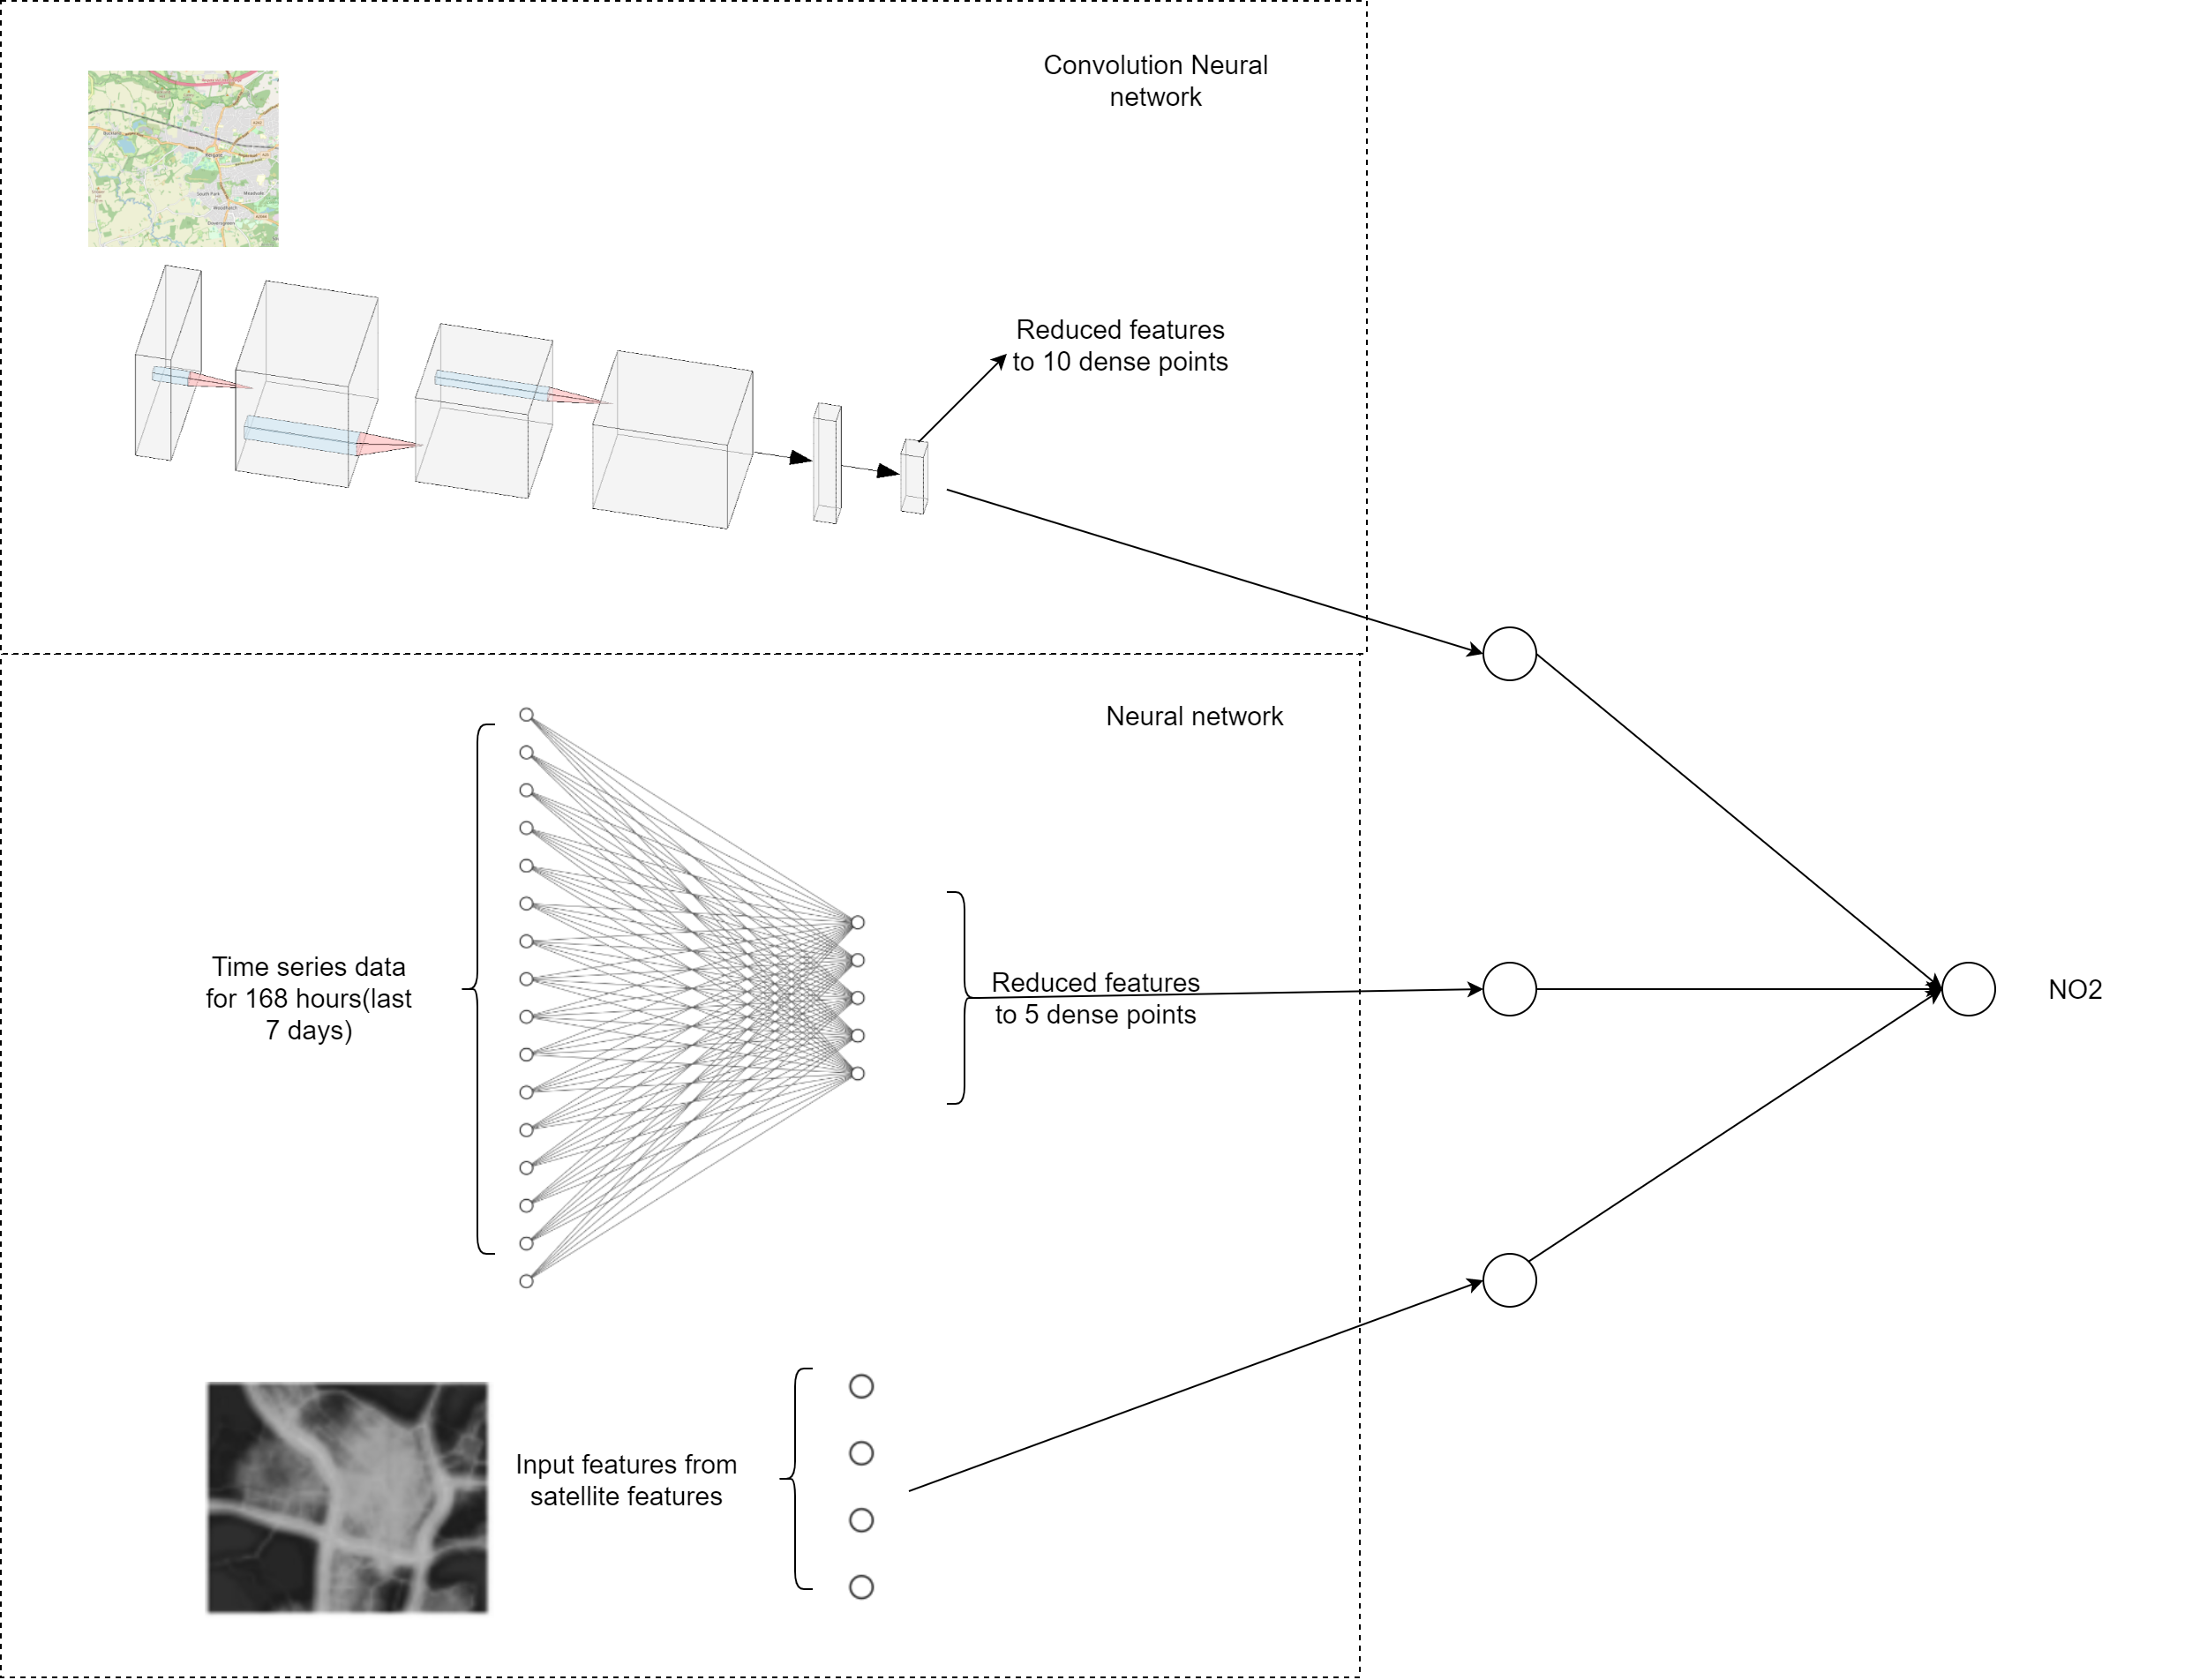 Convolution Neural
network
Reduced features
to 10 dense points
Neural network
Time series data
for 168 hours(last
7 days)
Reduced features
to 5 dense points
NO2
Input features from
satellite features